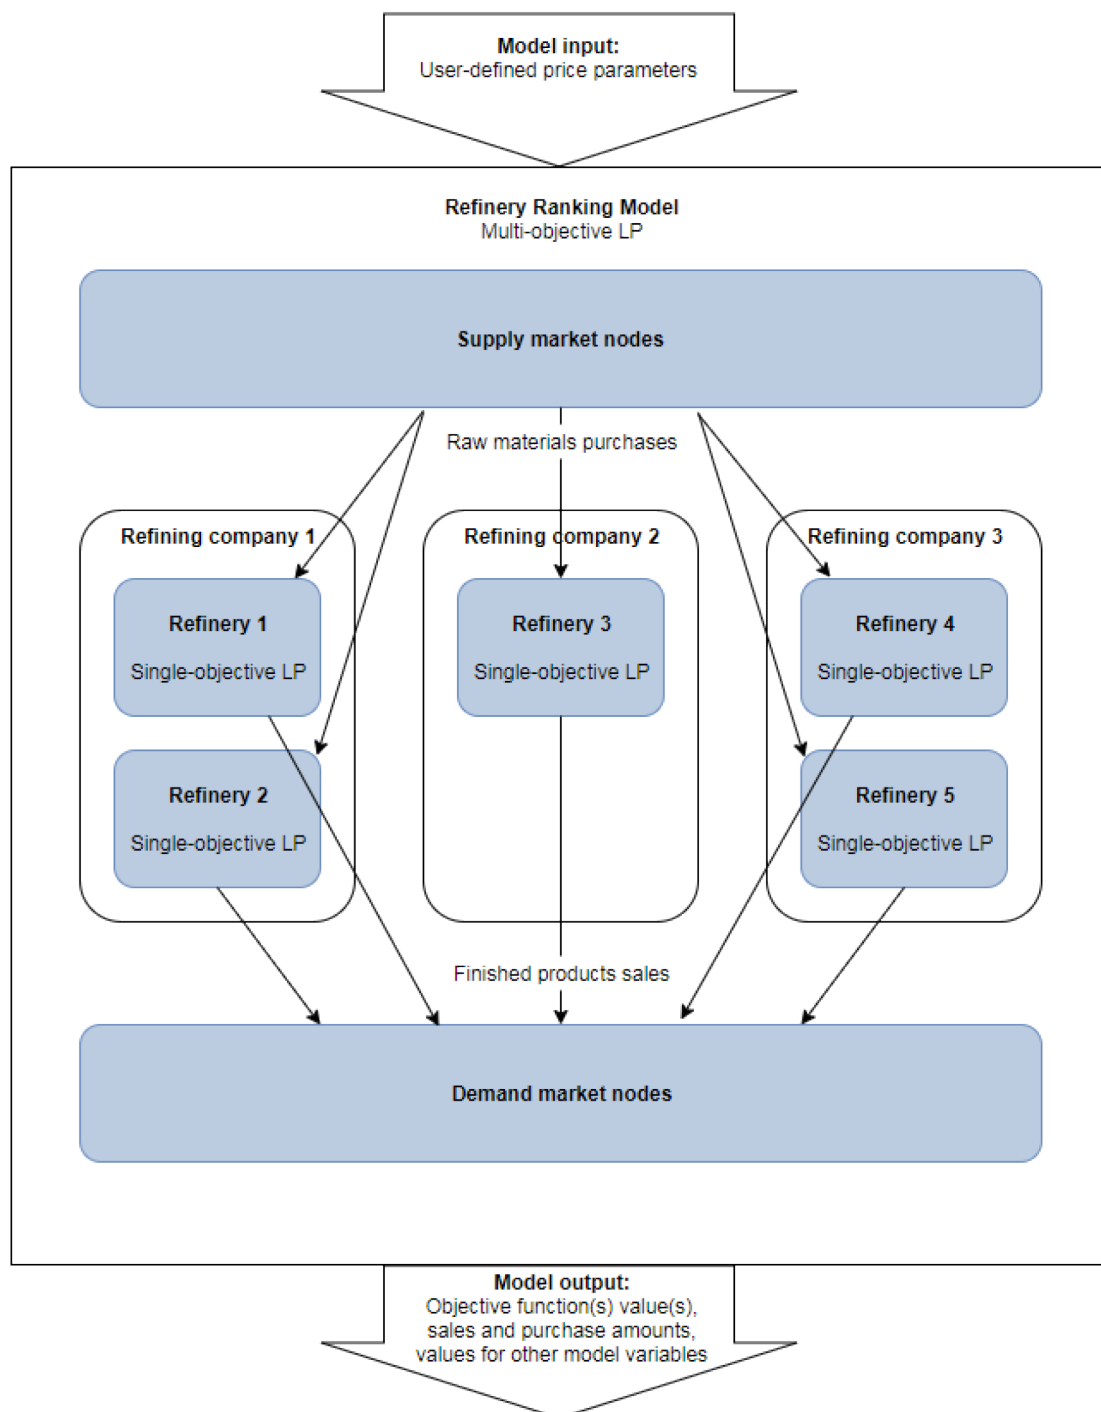 Model input:
User-defined price parameters
Refinery Ranking Model
Multi-objective LP
Supply market nodes
Raw materials purchases
Refining company 1
Refining company 2
Refining company 3
Refinery 1
Single-objective LP
Refinery 3
Single-objective LP
Refinery 4
Single-objective LP
Refinery 2
Single-objective LP
Refinery 5
Single-objective LP
Finished products sales
Demand market nodes
Model output:
Objective function(s) value(s),
sales and purchase amounts,
values for other model variables